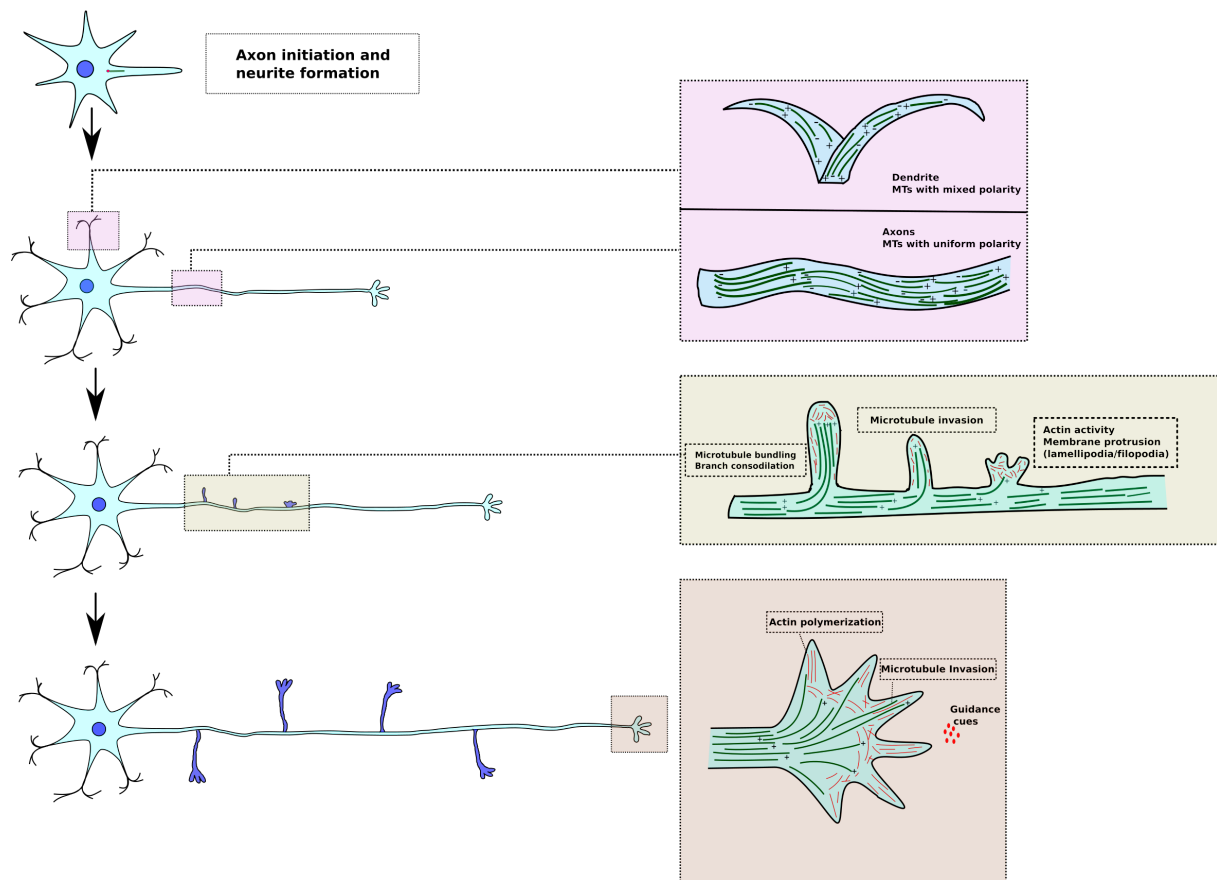 Axon initiation and
neurite formation
Dendrite
MTs with mixed polarity
Axons
MTs with uniform polarity
Microtubule bundling
Branch consodilation
Microtubule invasion
Actin activity
Membrane protrusion
(lamellipodia/filopodia)
Actin polymerization
Microtubule Invasion
Guidance
cues